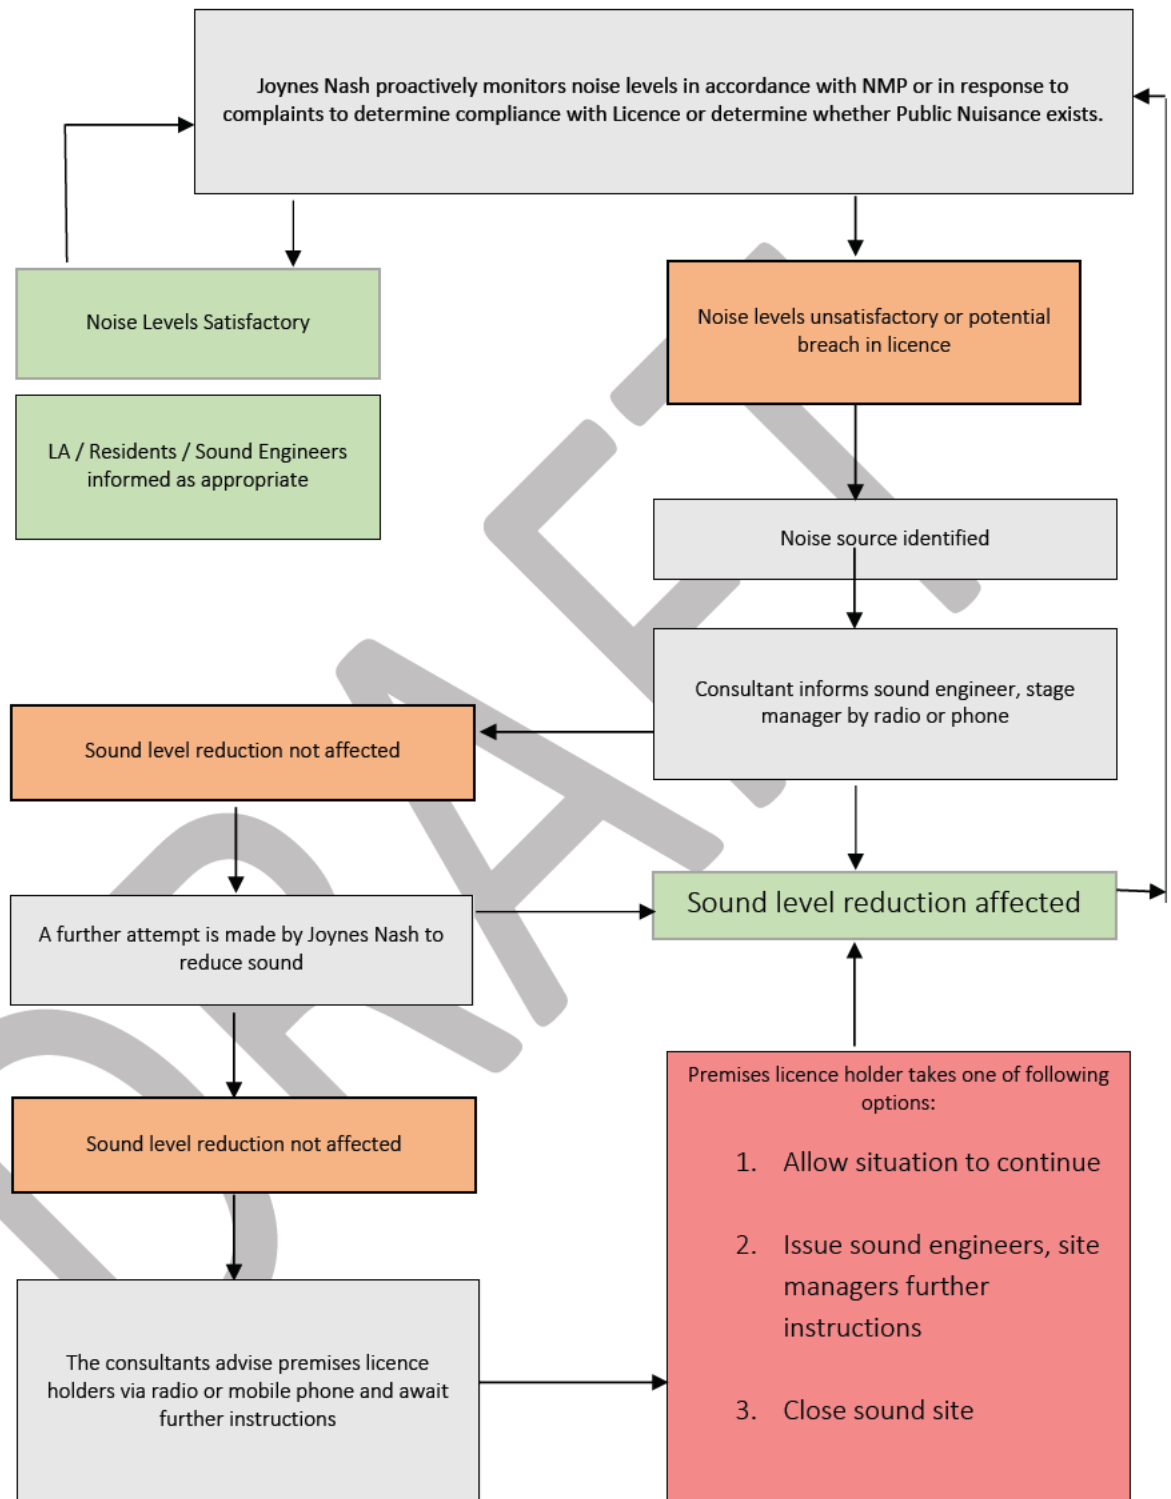 Joynes Nash proactively monitors noise levels in accordance with NMP or in response to
complaints to determine compliance with Licence or determine whether Public Nuisance exists.
Noise Levels Satisfactory
Noise levels unsatisfactory or potential
breach in licence
LA / Residents / Sound Engineers
informed as appropriate
Noise source identified
Consultant informs sound engineer, stage
manager by radio or phone
Sound level reduction not affected
Sound level reduction affected
A further attempt is made by Joynes Nash to
reduce sound
Sound level reduction not affected
The consultants advise premises licence
holders via radio or mobile phone and await
further instructions
Premises licence holder takes one of following
options:
1. Allow situation to continue
2. Issue sound engineers, site
managers further
instructions
3. Close sound site
DRAFT